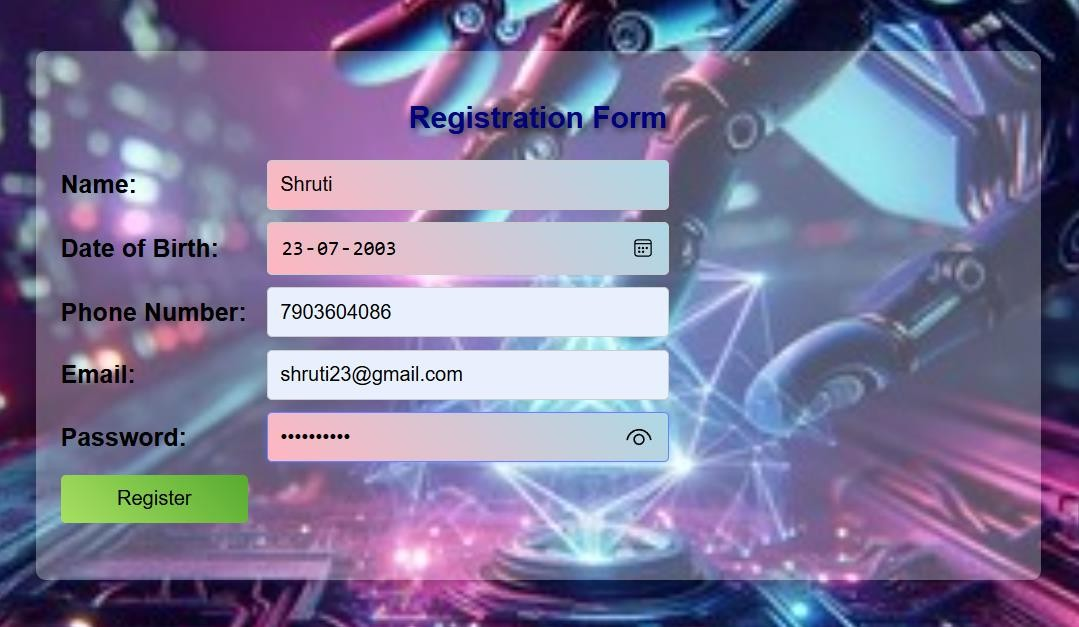 Registration Form
Name: Shruti
Date of Birth: 23-07-2003
Phone Number: 7903604086
Email: shruti23@gmail.com
Password: ••••••••••
Register